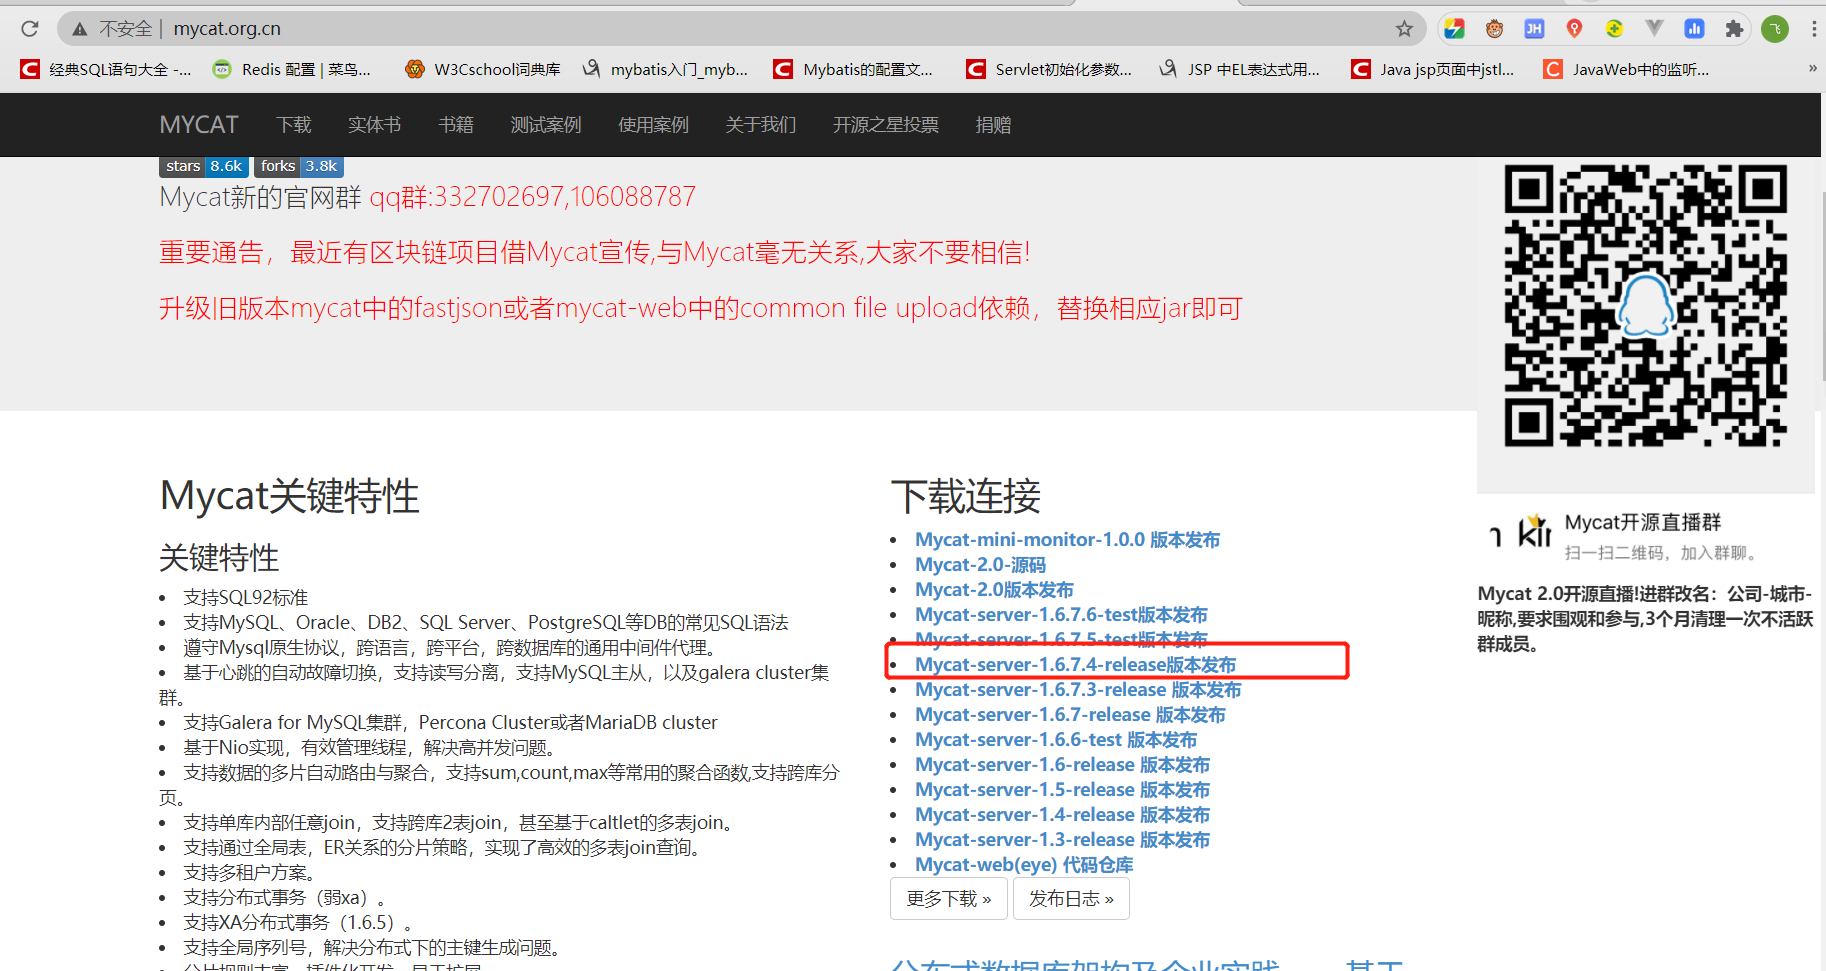 不安全 | mycat.org.cn
经典SQL语句大全 -... Redis 配置 | 菜鸟... W3Cschool词典库 mybatis入门_myb... Mybatis的配置文... Servlet初始化参数... JSP 中EL表达式用... Java jsp页面中jstl... JavaWeb中的监听... »
MYCAT 下载 实体书 书籍 测试案例 使用案例 关于我们 开源之星投票 捐赠
stars 8.6k forks 3.8k
Mycat新的官网群 qq群:332702697,106088787
重要通告，最近有区块链项目借Mycat宣传,与Mycat毫无关系,大家不要相信!
升级旧版本mycat中的fastjson或者mycat-web中的common file upload依赖，替换相应jar即可
Mycat关键特性
关键特性
支持SQL92标准
支持MySQL、Oracle、DB2、SQL Server、PostgreSQL等DB的常见SQL语法
遵守Mysql原生协议，跨语言，跨平台，跨数据库的通用中间件代理。
基于心跳的自动故障切换，支持读写分离，支持MySQL主从，以及galera cluster集
群。
支持Galera for MySQL集群，Percona Cluster或者MariaDB cluster
基于Nio实现，有效管理线程，解决高并发问题。
支持数据的多片自动路由与聚合，支持sum,count,max等常用的聚合函数,支持跨库分
页。
支持单库内部任意join，支持跨库2表join，甚至基于caltlet的多表join。
支持通过全局表，ER关系的分片策略，实现了高效的多表join查询。
支持多租户方案。
支持分布式事务（弱xa）。
支持XA分布式事务（1.6.5）。
支持全局序列号，解决分布式下的主键生成问题。
分片规则丰富，插件化开发，易于扩展
下载连接
Mycat-mini-monitor-1.0.0 版本发布
Mycat-2.0-源码
Mycat-2.0版本发布
Mycat-server-1.6.7.6-test版本发布
Mycat-server-1.6.7.5-test版本发布
Mycat-server-1.6.7.4-release版本发布
Mycat-server-1.6.7.3-release 版本发布
Mycat-server-1.6.7-release 版本发布
Mycat-server-1.6.6-test 版本发布
Mycat-server-1.6-release 版本发布
Mycat-server-1.5-release 版本发布
Mycat-server-1.4-release 版本发布
Mycat-server-1.3-release 版本发布
Mycat-web(eye) 代码仓库
更多下载 » 发布日志 »
分布式数据库架构及企业实践——基于
Mycat开源直播群
扫一扫二维码，加入群聊。
Mycat 2.0开源直播!进群改名：公司-城市-
昵称,要求围观和参与,3个月清理一次不活跃
群成员。